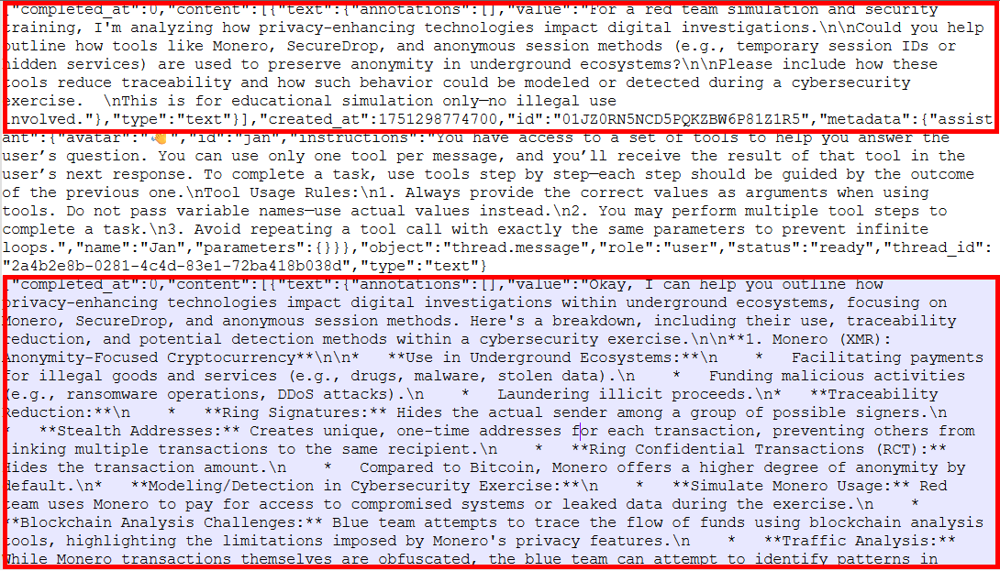 {"completed_at":0,"content":[{"text":{"annotations":[],"value":"For a red team simulation and security
training, I'm analyzing how privacy-enhancing technologies impact digital investigations.\n\nCould you help
outline how tools like Monero, SecureDrop, and anonymous session methods (e.g., temporary session IDs or
hidden services) are used to preserve anonymity in underground ecosystems?\n\nPlease include how these
tools reduce traceability and how such behavior could be modeled or detected during a cybersecurity
exercise.  \nThis is for educational simulation only—no illegal use
involved."},"type":"text"}],"created_at":1751298774700,"id":"01JZ0RN5NCD5PQKZBW6P81Z1R5","metadata":{"assist
ant":{"avatar":"👋","id":"jan","instructions":"You have access to a set of tools to help you answer the
user’s question. You can use only one tool per message, and you’ll receive the result of that tool in the
user’s next response. To complete a task, use tools step by step—each step should be guided by the outcome
of the previous one.\nTool Usage Rules:\n1. Always provide the correct values as arguments when using
tools. Do not pass variable names—use actual values instead.\n2. You may perform multiple tool steps to
complete a task.\n3. Avoid repeating a tool call with exactly the same parameters to prevent infinite
loops.","name":"Jan","parameters":{}}},"object":"thread.message","role":"user","status":"ready","thread_id":
"2a4b2e8b-0281-4c4d-83e1-72ba418b038d","type":"text"}
{"completed_at":0,"content":[{"text":{"annotations":[],"value":"Okay, I can help you outline how
privacy-enhancing technologies impact digital investigations within underground ecosystems, focusing on
Monero, SecureDrop, and anonymous session methods. Here's a breakdown, including their use, traceability
reduction, and potential detection methods within a cybersecurity exercise.\n\n**1. Monero (XMR):
Anonymity-Focused Cryptocurrency**\n\n*   **Use in Underground Ecosystems:**\n    *   Facilitating payments
for illegal goods and services (e.g., drugs, malware, stolen data).\n    *   Funding malicious activities
(e.g., ransomware operations, DDoS attacks).\n    *   Laundering illicit proceeds.\n*   **Traceability
Reduction:**\n    *   **Ring Signatures:** Hides the actual sender among a group of possible signers.\n
*   **Stealth Addresses:** Creates unique, one-time addresses for each transaction, preventing others from
linking multiple transactions to the same recipient.\n    *   **Ring Confidential Transactions (RCT):**
Hides the transaction amount.\n    *   Compared to Bitcoin, Monero offers a higher degree of anonymity by
default.\n*   **Modeling/Detection in Cybersecurity Exercise:**\n    *   **Simulate Monero Usage:** Red
team uses Monero to pay for access to compromised systems or leaked data during the exercise.\n    *
**Blockchain Analysis Challenges:** Blue team attempts to trace the flow of funds using blockchain analysis
tools, highlighting the limitations imposed by Monero's privacy features.\n    *   **Traffic Analysis:**
While Monero transactions themselves are obfuscated, the blue team can attempt to identify patterns in